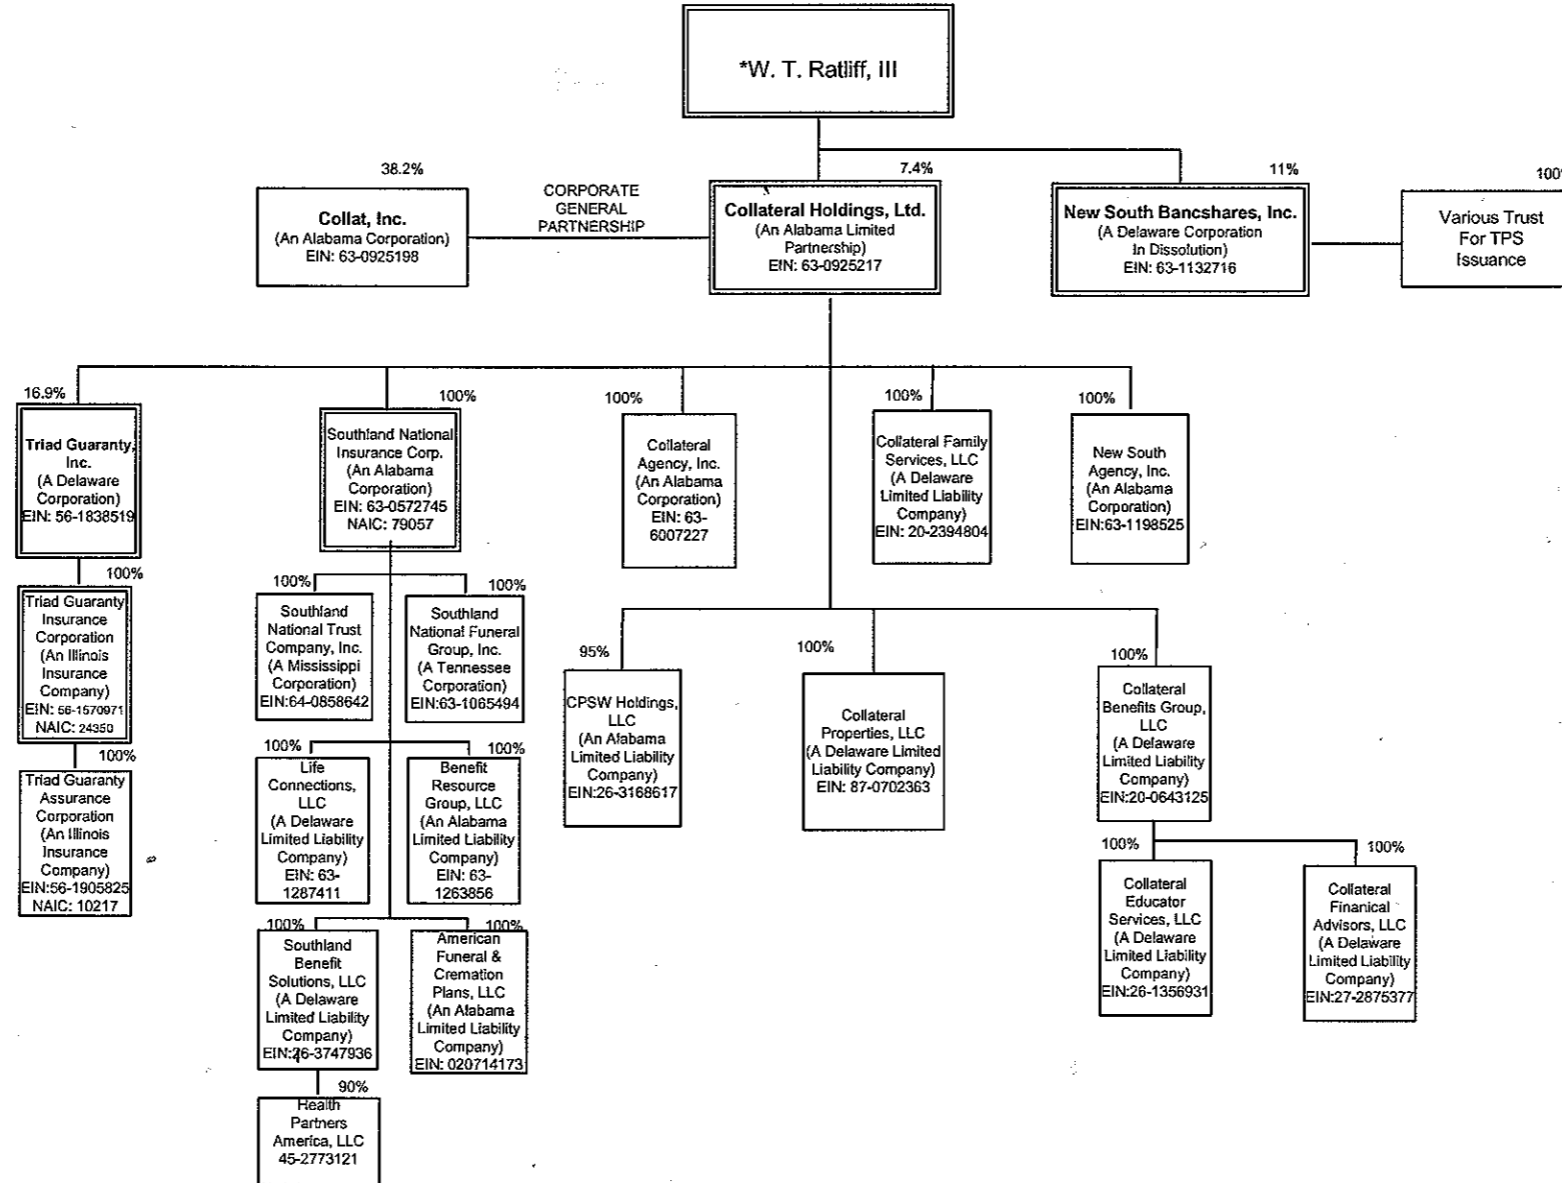 *W. T. Ratliff, III
38.2%
Collat, Inc.
(An Alabama Corporation)
EIN: 63-0925198
CORPORATE
GENERAL
PARTNERSHIP
7.4%
Collateral Holdings, Ltd.
(An Alabama Limited
Partnership)
EIN: 63-0925217
11%
New South Bancshares, Inc.
(A Delaware Corporation
In Dissolution)
EIN: 63-1132716
100%
Various Trust
For TPS
Issuance
16.9%
Triad Guaranty,
Inc.
(A Delaware
Corporation)
EIN: 56-1838519
100%
Southland National
Insurance Corp.
(An Alabama
Corporation)
EIN: 63-0572745
NAIC: 79057
100%
Collateral
Agency, Inc.
(An Alabama
Corporation)
EIN: 63-
6007227
100%
Collateral Family
Services, LLC
(A Delaware
Limited Liability
Company)
EIN: 20-2394804
100%
New South
Agency, Inc.
(An Alabama
Corporation)
EIN:63-1198525
100%
Triad Guaranty
Insurance
Corporation
(An Illinois
Insurance
Company)
EIN: 56-1570971
NAIC: 24350
100%
Southland
National Trust
Company, Inc.
(A Mississippi
Corporation)
EIN:64-0858642
100%
Southland
National Funeral
Group, Inc.
(A Tennessee
Corporation)
EIN:63-1065494
95%
CPSW Holdings,
LLC
(An Alabama
Limited Liability
Company)
EIN:26-3168617
100%
Collateral
Properties, LLC
(A Delaware Limited
Liability Company)
EIN: 87-0702363
100%
Collateral
Benefits Group,
LLC
(A Delaware
Limited Liability
Company)
EIN:20-0643125
100%
Triad Guaranty
Assurance
Corporation
(An Illinois
Insurance
Company)
EIN:56-1905825
NAIC: 10217
100%
Life
Connections,
LLC
(A Delaware
Limited Liability
Company)
EIN: 63-
1287411
100%
Benefit
Resource
Group, LLC
(An Alabama
Limited Liability
Company)
EIN: 63-
1263856
100%
Collateral
Educator
Services, LLC
(A Delaware
Limited Liability
Company)
EIN:26-1356931
100%
Collateral
Finanical
Advisors, LLC
(A Delaware
Limited Liability
Company)
EIN:27-2875377
100%
Southland
Benefit
Solutions, LLC
(A Delaware
Limited Liability
Company)
EIN:26-3747936
100%
American
Funeral &
Cremation
Plans, LLC
(An Alabama
Limited Liability
Company)
EIN: 020714173
90%
Health
Partners
America, LLC
45-2773121